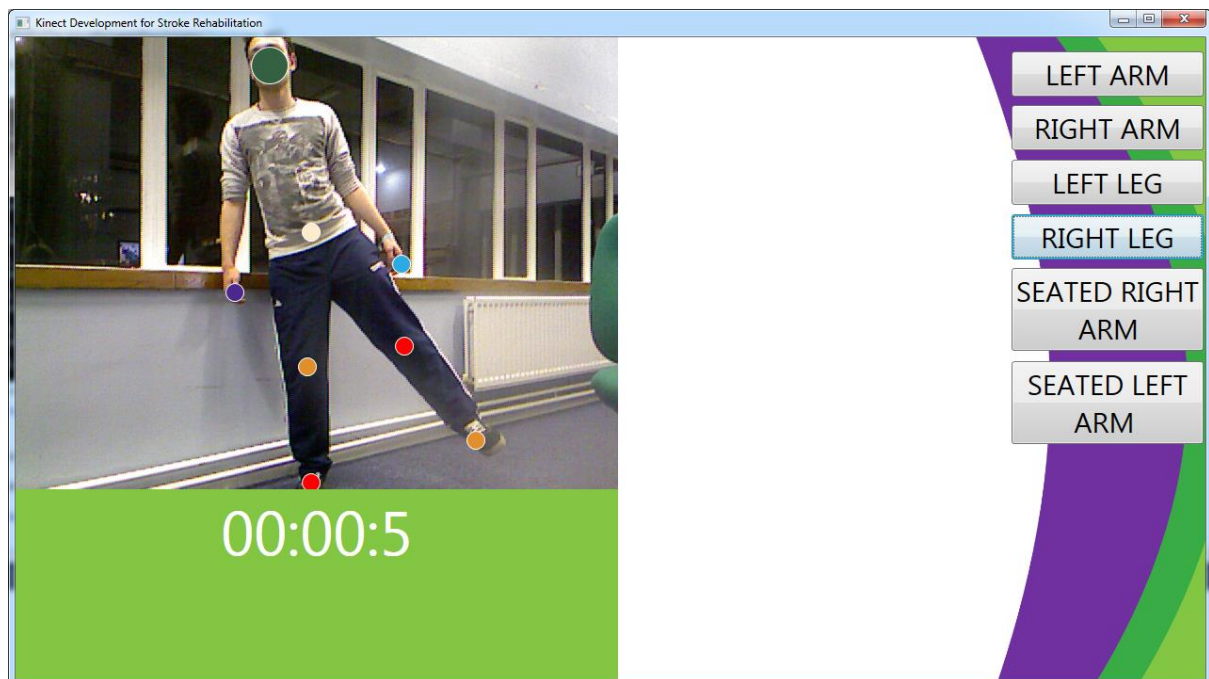 Kinect Development for Stroke Rehabilitation
LEFT ARM
RIGHT ARM
LEFT LEG
RIGHT LEG
SEATED RIGHT
ARM
SEATED LEFT
ARM
00:00:5